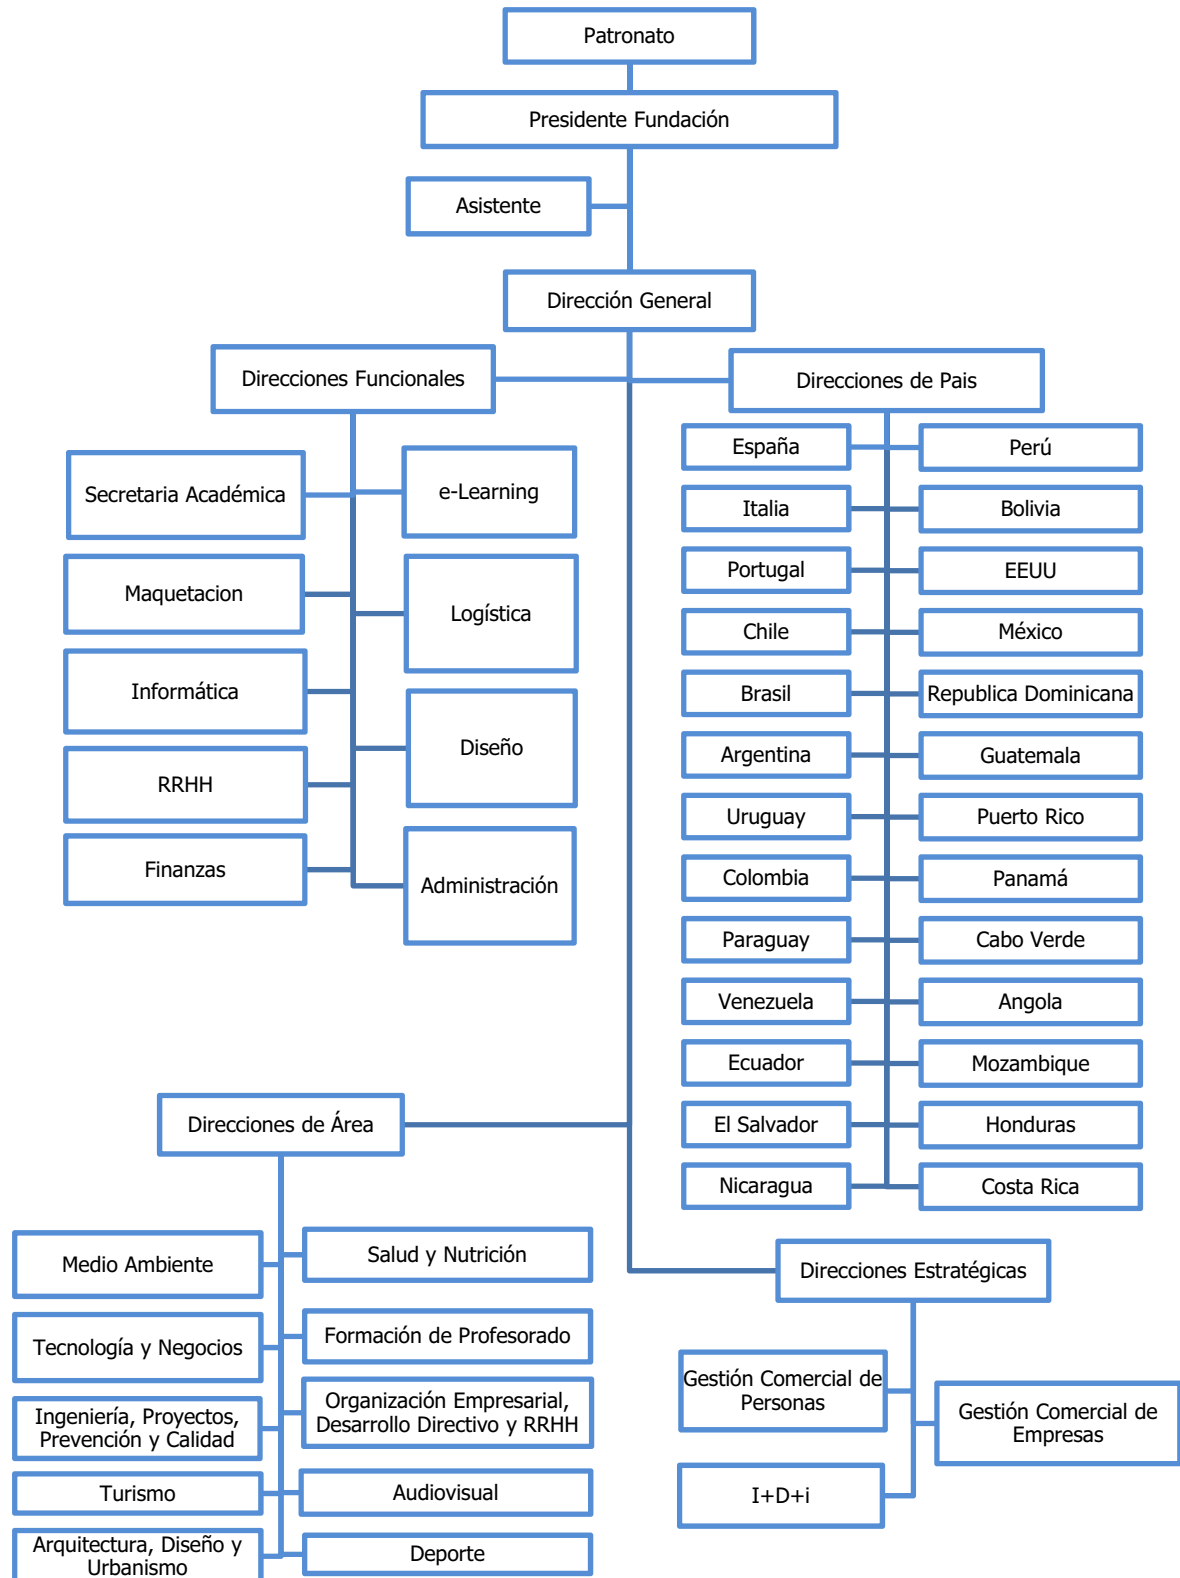 Patronato
Presidente Fundación
Asistente
Dirección General
Direcciones Funcionales
Direcciones de Pais
Secretaria Académica
e-Learning
Maquetacion
Logística
Informática
Diseño
RRHH
Finanzas
Administración
España
Perú
Italia
Bolivia
Portugal
EEUU
Chile
México
Brasil
Republica Dominicana
Argentina
Guatemala
Uruguay
Puerto Rico
Colombia
Panamá
Paraguay
Cabo Verde
Venezuela
Angola
Ecuador
Mozambique
El Salvador
Honduras
Nicaragua
Costa Rica
Direcciones de Área
Medio Ambiente
Salud y Nutrición
Tecnología y Negocios
Formación de Profesorado
Ingeniería, Proyectos,
Prevención y Calidad
Organización Empresarial,
Desarrollo Directivo y RRHH
Turismo
Audiovisual
Arquitectura, Diseño y
Urbanismo
Deporte
Direcciones Estratégicas
Gestión Comercial de
Personas
Gestión Comercial de
Empresas
I+D+i